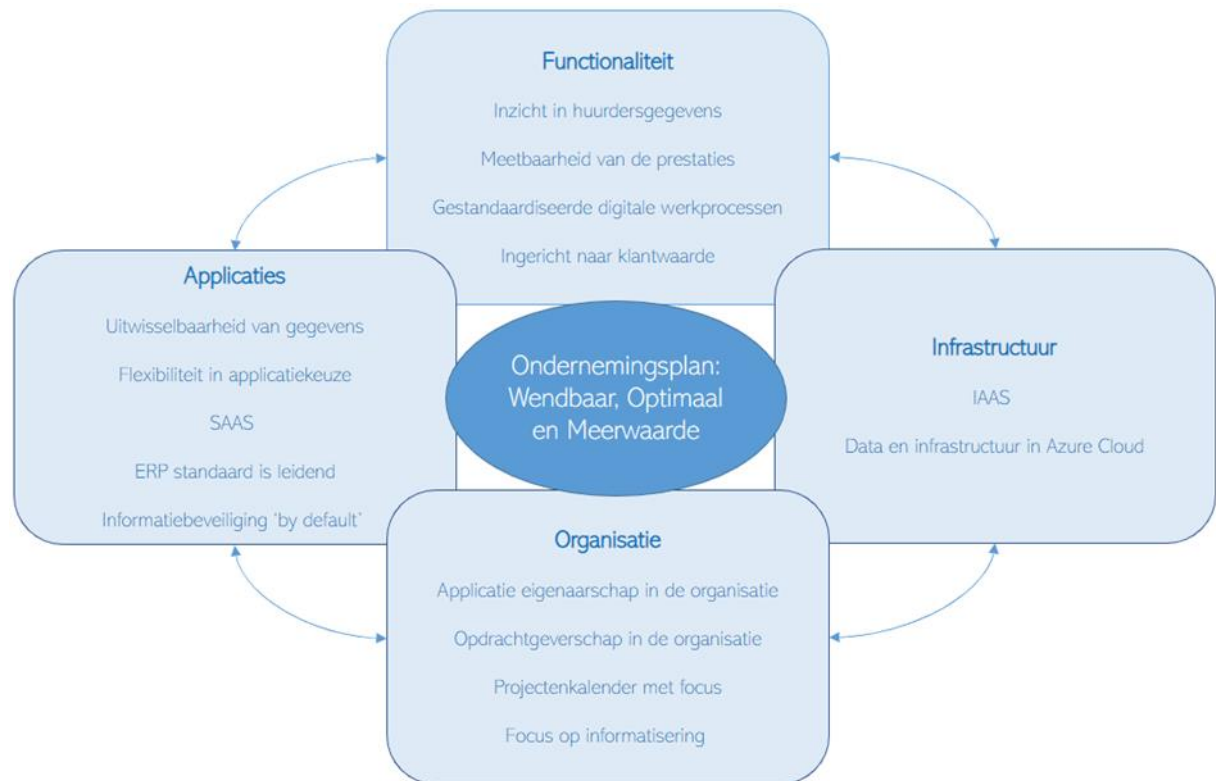 Functionaliteit
Inzicht in huurdersgegevens
Meetbaarheid van de prestaties
Gestandaardiseerde digitale werkprocessen
Ingericht naar klantwaarde
Applicaties
Uitwisselbaarheid van gegevens
Flexibiliteit in applicatiekeuze
SAAS
ERP standaard is leidend
Informatiebeveiliging ‘by default’
Ondernemingsplan:
Wendbaar, Optimaal
en Meerwaarde
Infrastructuur
IAAS
Data en infrastructuur in Azure Cloud
Organisatie
Applicatie eigenaarschap in de organisatie
Opdrachtgeverschap in de organisatie
Projectenkalender met focus
Focus op informatisering